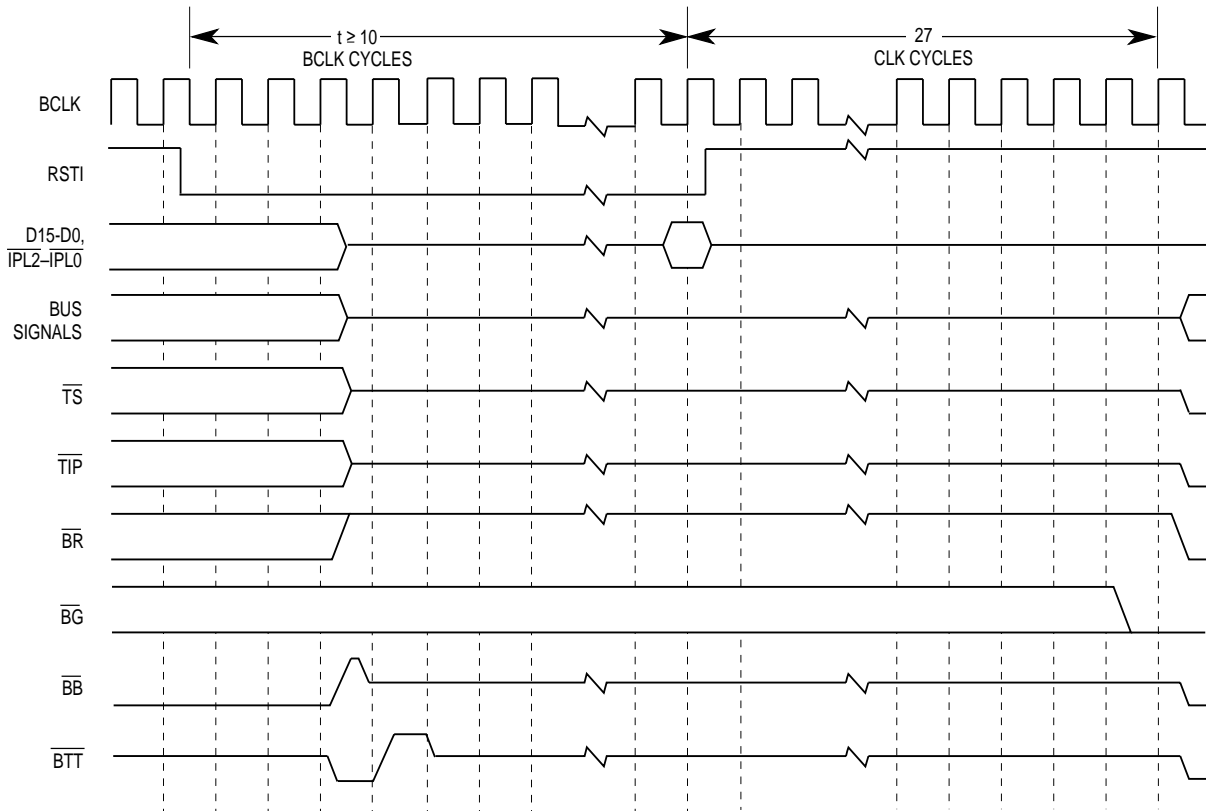 t ≥ 10
BCLK CYCLES
27
CLK CYCLES
BCLK
RSTI
D15-D0,
IPL2–IPL0
BUS
SIGNALS
TS
TIP
BR
BG
BB
BTT